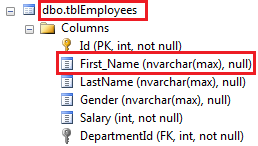 dbo.tblEmployees
Columns
Id (PK, int, not null)
First_Name (nvarchar(max), null)
LastName (nvarchar(max), null)
Gender (nvarchar(max), null)
Salary (int, not null)
DepartmentId (FK, int, not null)